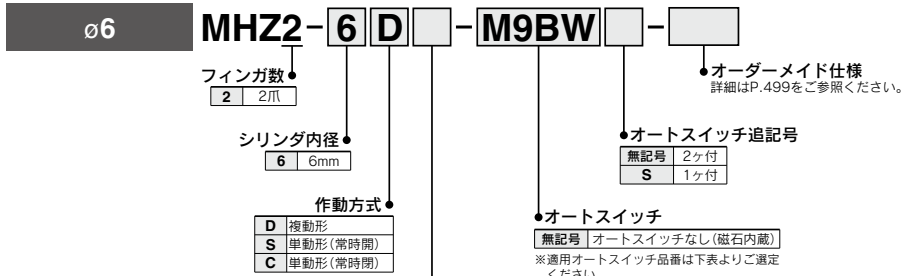 ø6
MHZ2-6D□-M9BW□-□
フィンガ数
2 2爪
シリンダ内径
6 6mm
作動方式
D 複動形
S 単動形(常時開)
C 単動形(常時閉)
オーダーメイド仕様
詳細はP.499をご参照ください。
オートスイッチ追記号
無記号 2ヶ付
S 1ヶ付
オートスイッチ
無記号 オートスイッチなし(磁石内蔵)
※適用オートスイッチ品番は下表よりご選定
ください。